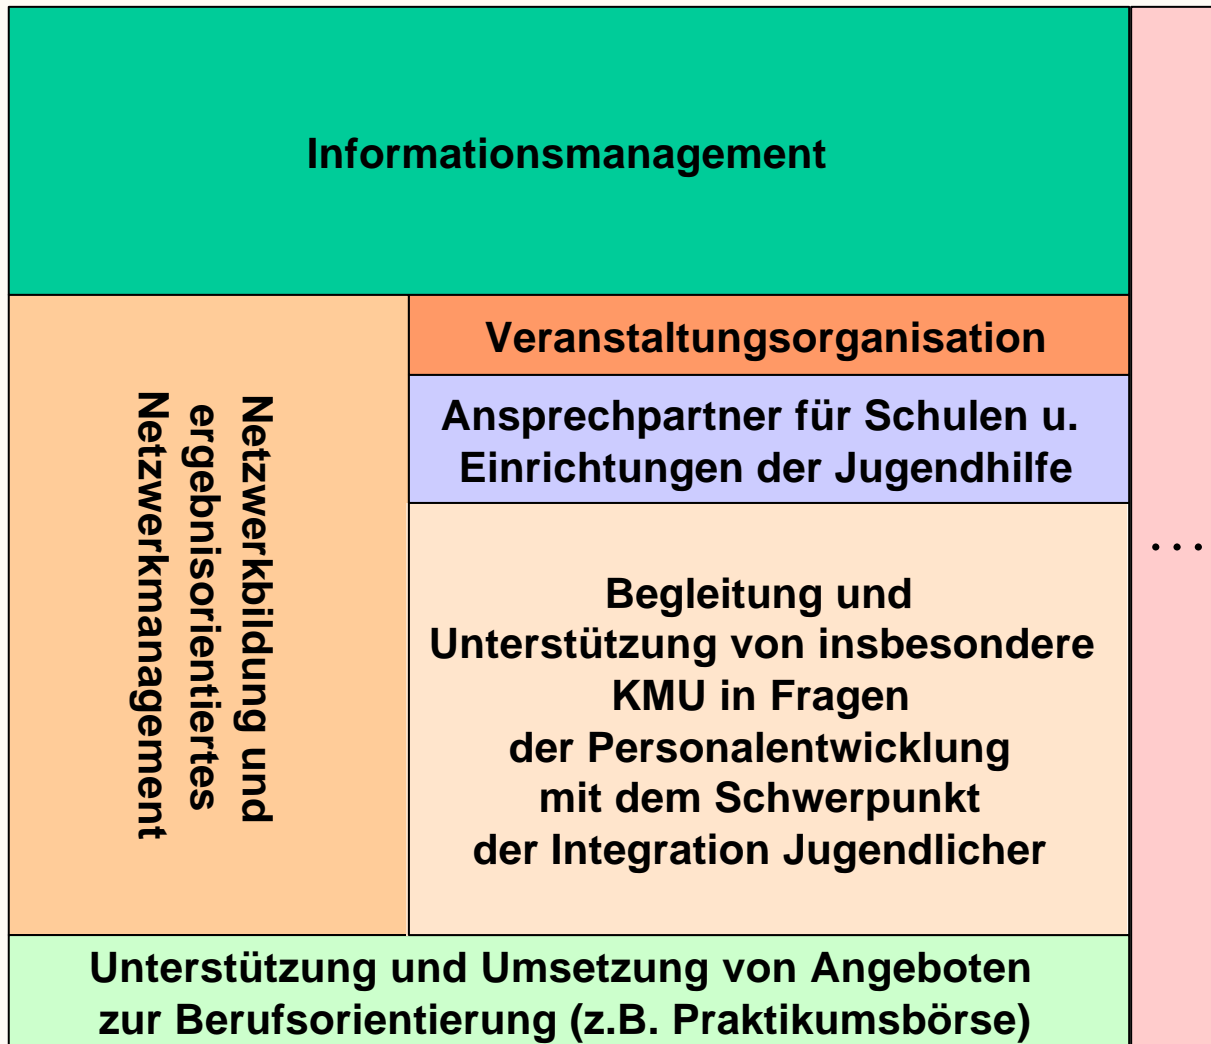 Informationsmanagement
Netzwerkbildung und
ergebnisorientiertes
Netzwerkmanagement
Veranstaltungsorganisation
Ansprechpartner für Schulen u.
Einrichtungen der Jugendhilfe
Begleitung und
Unterstützung von insbesondere
KMU in Fragen
der Personalentwicklung
mit dem Schwerpunkt
der Integration Jugendlicher
...
Unterstützung und Umsetzung von Angeboten
zur Berufsorientierung (z.B. Praktikumsbörse)